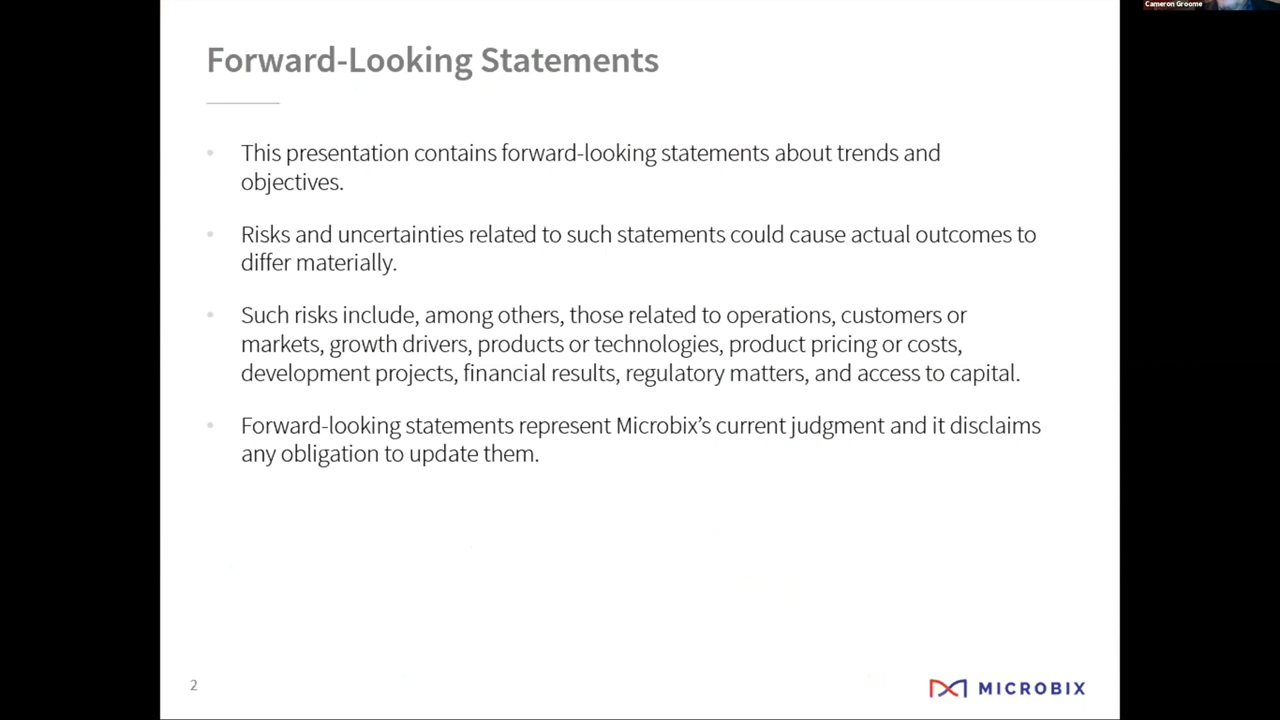 Cameron Groome
Forward-Looking Statements
• This presentation contains forward-looking statements about trends and
objectives.
• Risks and uncertainties related to such statements could cause actual outcomes to
differ materially.
• Such risks include, among others, those related to operations, customers or
markets, growth drivers, products or technologies, product pricing or costs,
development projects, financial results, regulatory matters, and access to capital.
• Forward-looking statements represent Microbix’s current judgment and it disclaims
any obligation to update them.
2
MICROBIX